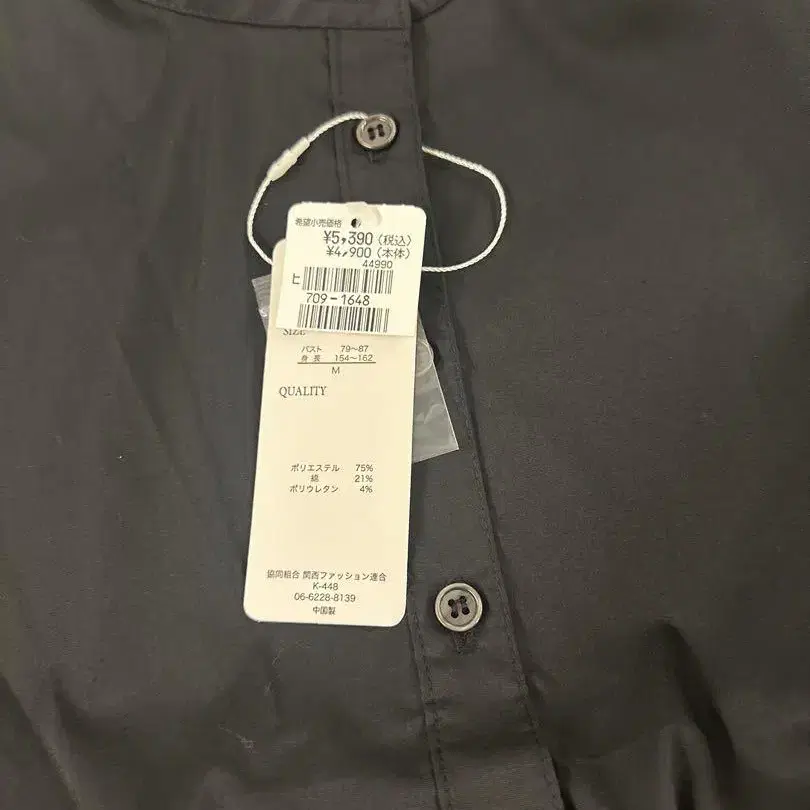 希望小売価格
¥5,390(税込)
¥4,900(本体)
44990
ヒ
709-1648
SIZE
バスト 79〜87
身長 154〜162
M
QUALITY
ポリエステル 75%
綿 21%
ポリウレタン 4%
協同組合 関西ファッション連合
K-448
06-6228-8139
中国製